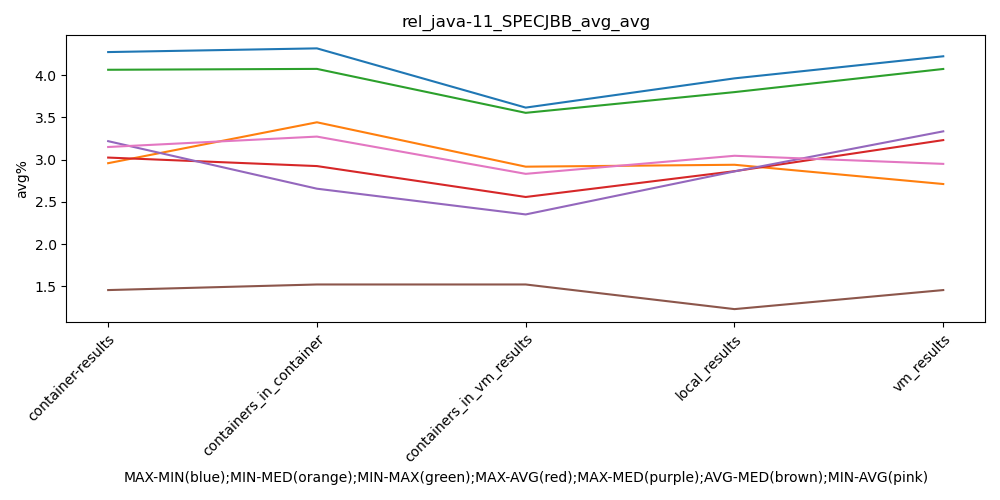 rel_java-11_SPECJBB_avg_avg
avg%
4.0
3.5
3.0
2.5
2.0
1.5
container-results
containers_in_container
containers_in_vm_results
local_results
vm_results
MAX-MIN(blue);MIN-MED(orange);MIN-MAX(green);MAX-AVG(red);MAX-MED(purple);AVG-MED(brown);MIN-AVG(pink)